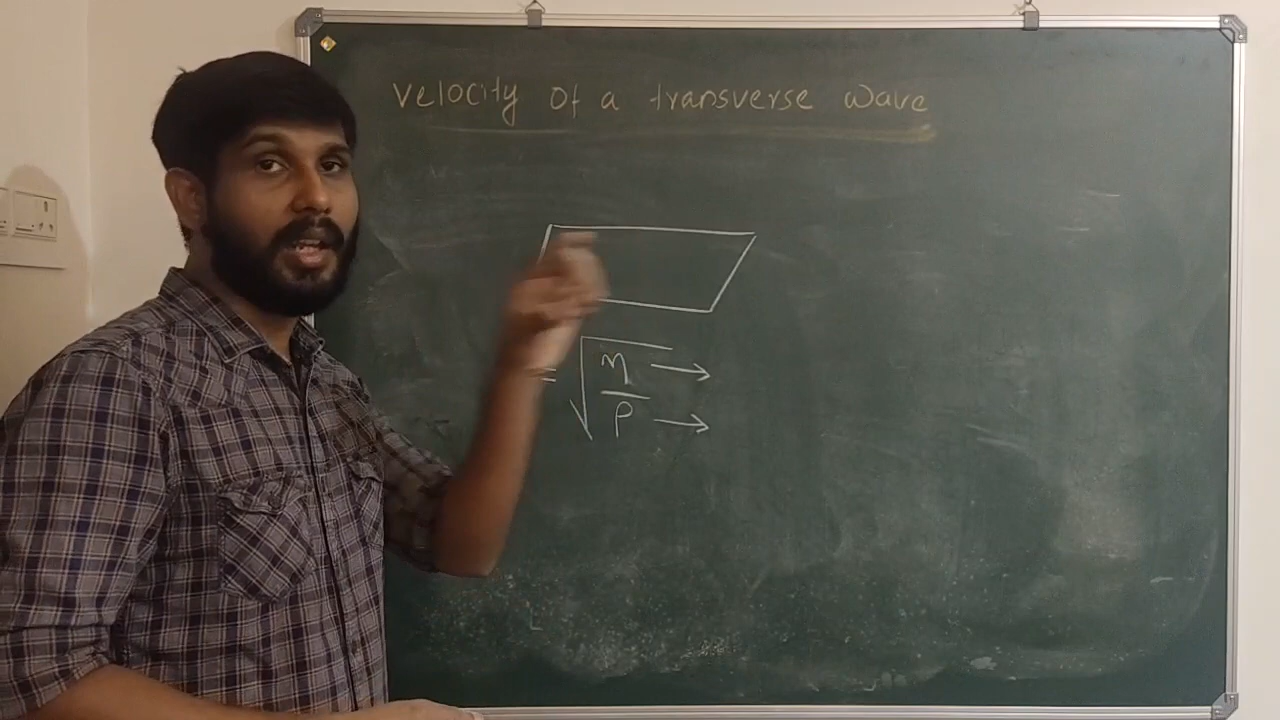 velocity of a transverse wave
= √
η →
ρ →